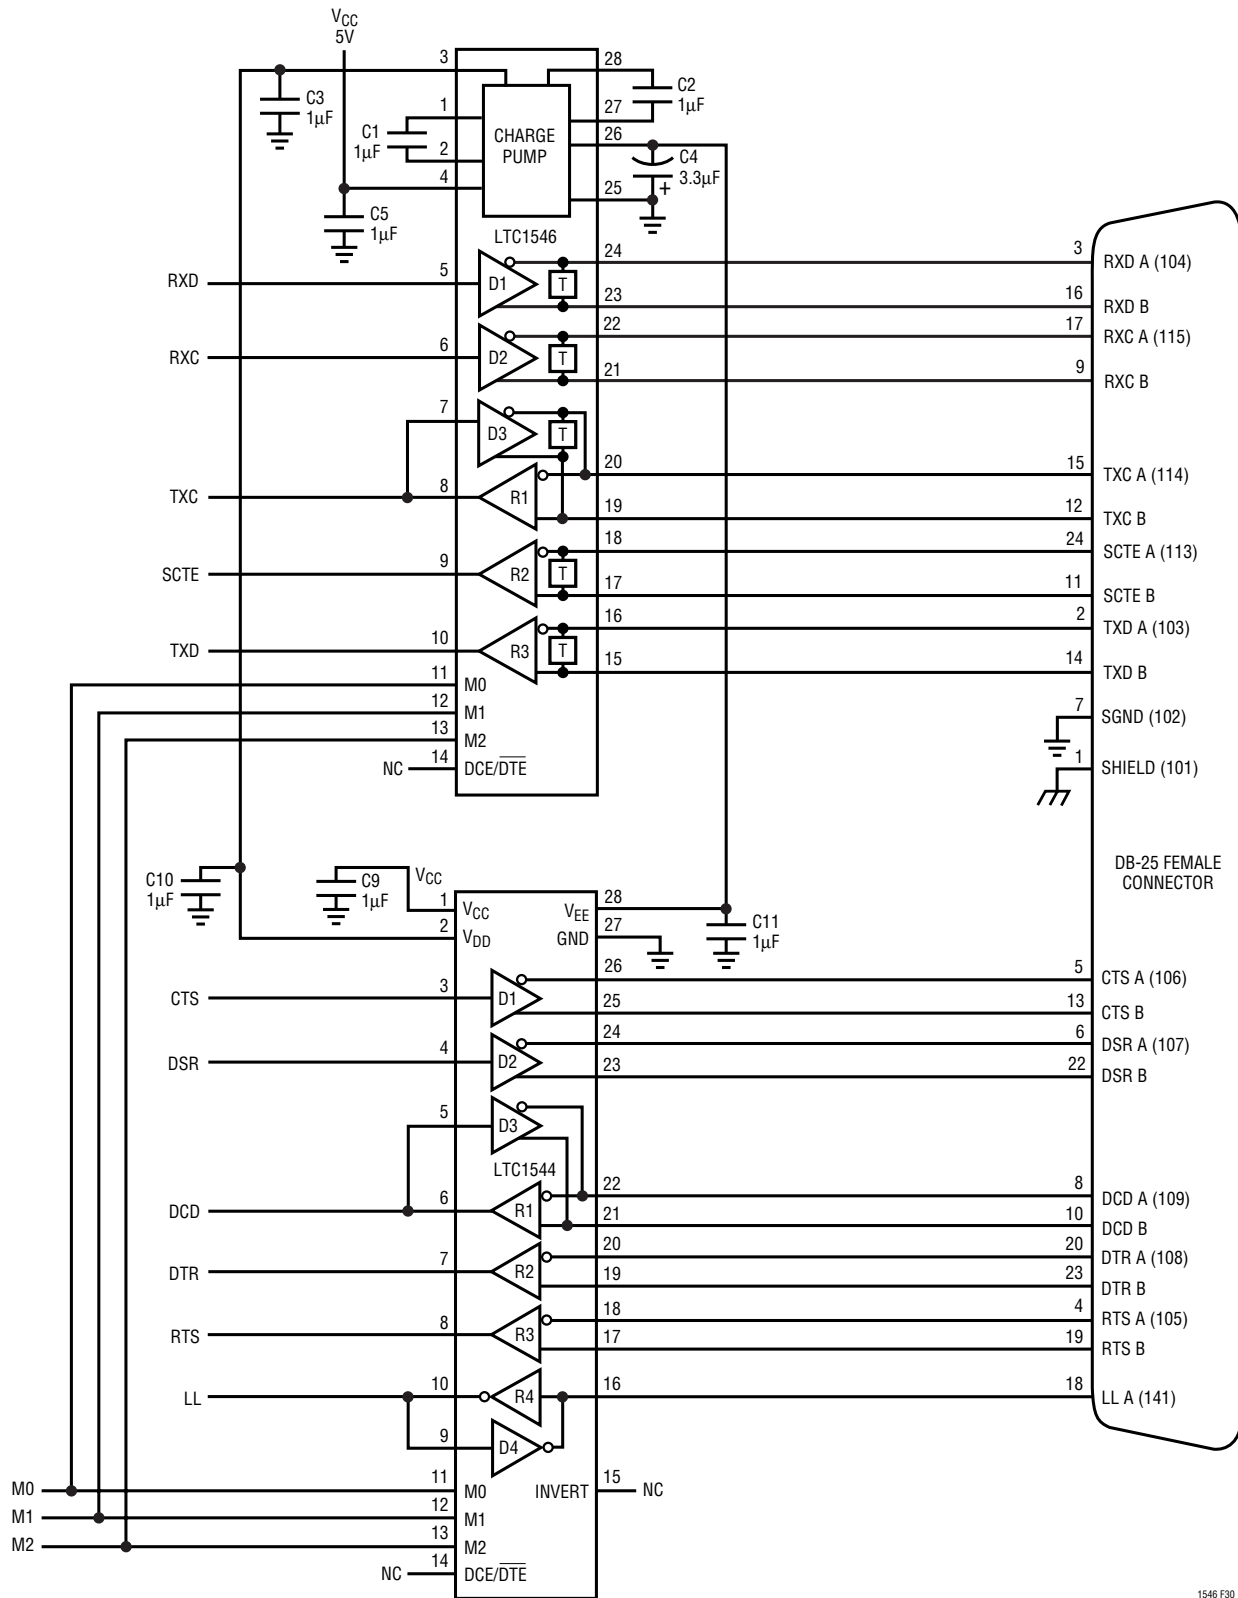 VCC
5V
3
28
C3
1µF
C2
1µF
1
27
C1
1µF
CHARGE
PUMP
2
26
C4
3.3µF
+
4
25
C5
1µF
LTC1546
RXD
5
D1
T
24
3
RXD A (104)
23
16
RXD B
RXC
6
D2
T
22
17
RXC A (115)
21
9
RXC B
7
D3
T
TXC
8
R1
20
15
TXC A (114)
19
12
TXC B
SCTE
9
R2
T
18
24
SCTE A (113)
17
11
SCTE B
TXD
10
R3
T
16
2
TXD A (103)
15
14
TXD B
11
M0
12
M1
13
M2
NC
14
DCE/DTE
7
SGND (102)
1
SHIELD (101)
DB-25 FEMALE
CONNECTOR
C10
1µF
C9
1µF
VCC
1
VCC
2
VDD
VEE
28
GND
27
C11
1µF
CTS
3
D1
26
5
CTS A (106)
25
13
CTS B
DSR
4
D2
24
6
DSR A (107)
23
22
DSR B
5
D3
LTC1544
DCD
6
R1
22
8
DCD A (109)
21
10
DCD B
DTR
7
R2
20
20
DTR A (108)
19
23
DTR B
RTS
8
R3
18
4
RTS A (105)
17
19
RTS B
LL
10
R4
16
18
LL A (141)
9
D4
M0
11
M0
INVERT
15
NC
M1
12
M1
M2
13
M2
NC
14
DCE/DTE
1546 F30